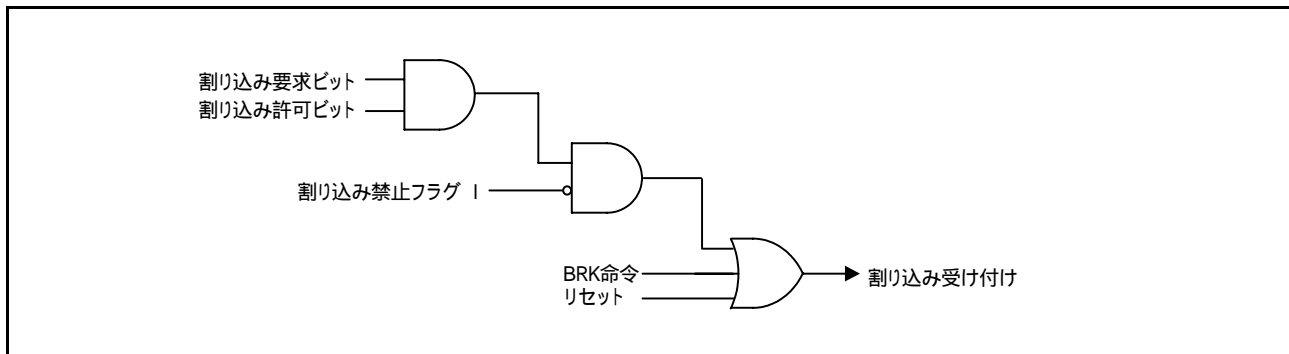 割り込み要求ビット
割り込み許可ビット
割り込み禁止フラグ I
BRK命令
リセット
割り込み受け付け